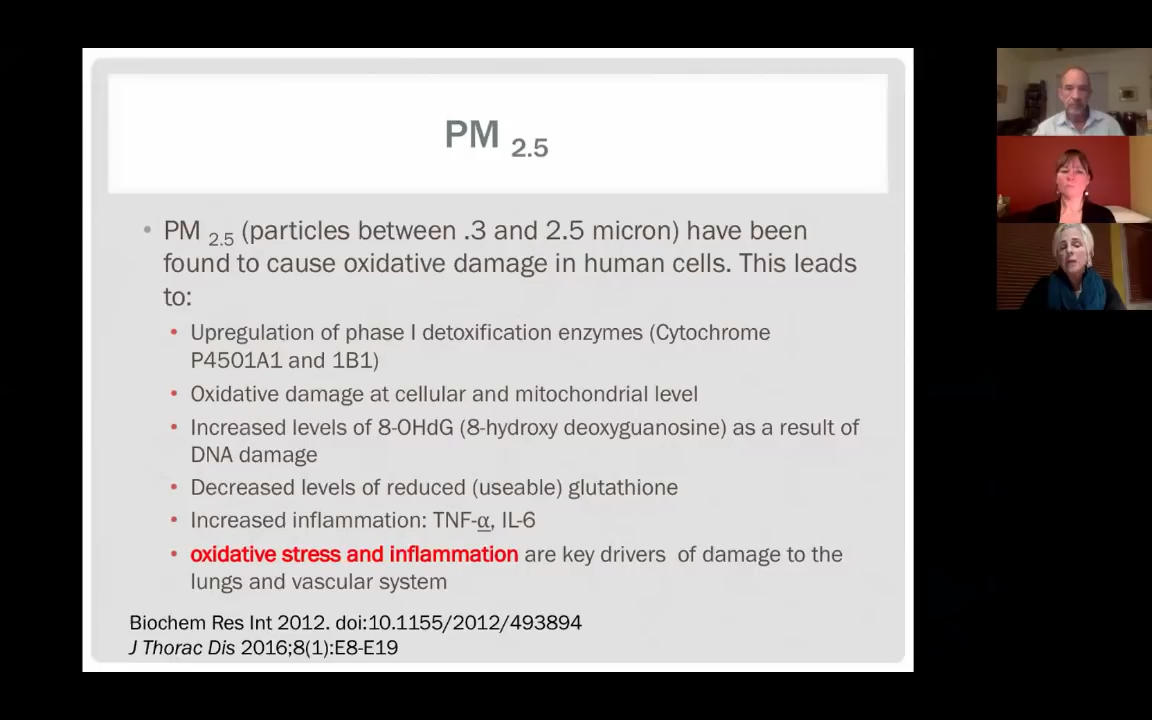 PM 2.5
• PM 2.5 (particles between .3 and 2.5 micron) have been
found to cause oxidative damage in human cells. This leads
to:
• Upregulation of phase I detoxification enzymes (Cytochrome
P4501A1 and 1B1)
• Oxidative damage at cellular and mitochondrial level
• Increased levels of 8-OHdG (8-hydroxy deoxyguanosine) as a result of
DNA damage
• Decreased levels of reduced (useable) glutathione
• Increased inflammation: TNF-α, IL-6
• oxidative stress and inflammation are key drivers  of damage to the
lungs and vascular system
Biochem Res Int 2012. doi:10.1155/2012/493894
J Thorac Dis 2016;8(1):E8-E19